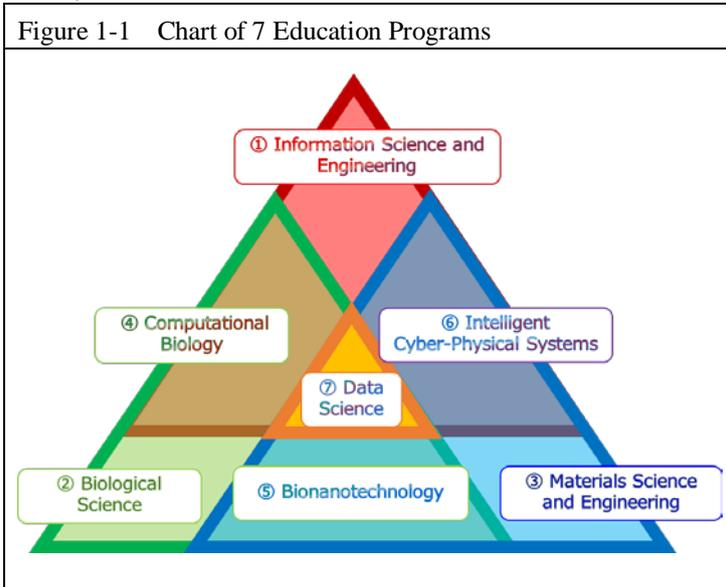 Figure 1-1 Chart of 7 Education Programs
① Information Science and
Engineering
④ Computational
Biology
⑥ Intelligent
Cyber-Physical Systems
⑦ Data
Science
② Biological
Science
⑤ Bionanotechnology
③ Materials Science
and Engineering